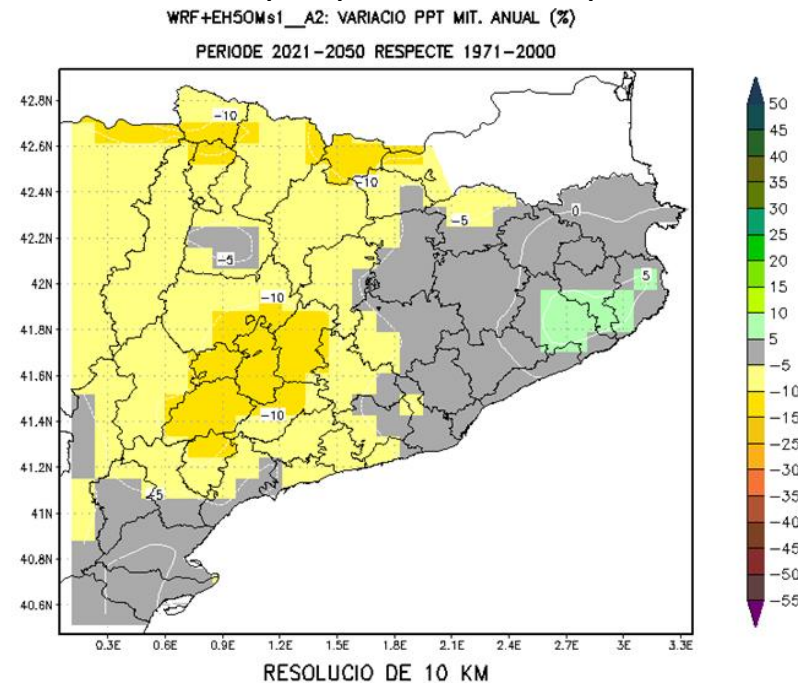 WRF+EH5OMs1__A2: VARIACIO PPT MIT. ANUAL (%)
PERIODE 2021-2050 RESPECTE 1971-2000
42.8N
42.6N
42.4N
42.2N
42N
41.8N
41.6N
41.4N
41.2N
41N
40.8N
40.6N
-10
-10
-5
0
-5
5
-10
-10
-5
0.3E 0.6E 0.9E 1.2E 1.5E 1.8E 2.1E 2.4E 2.7E 3E 3.3E
50
45
40
35
30
25
20
15
10
5
-5
-10
-15
-20
-25
-30
-35
-40
-45
-50
-55
RESOLUCIO DE 10 KM